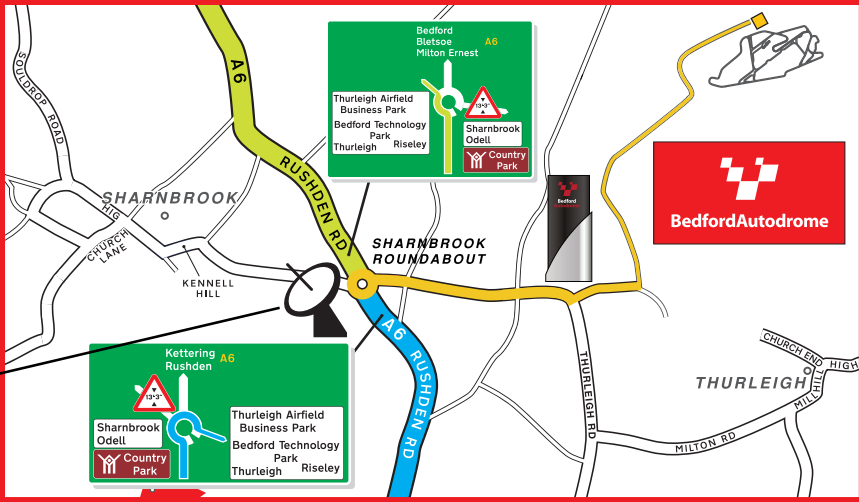 SOULDROP ROAD
A6
RUSHDEN RD
SHARNBROOK
HIG
CHURCH
LANE
KENNELL
HILL
Bedford
Bletsoe
Milton Ernest
A6
Thurleigh Airfield
Business Park
Bedford Technology
Park
Thurleigh
Riseley
13'3"
Sharnbrook
Odell
Country
Park
SHARNBROOK
ROUNDABOUT
Bedford
Autodrome
BedfordAutodrome
A6 RUSHDEN RD
Kettering
Rushden
A6
13'3"
Sharnbrook
Odell
Country
Park
Thurleigh Airfield
Business Park
Bedford Technology
Park
Thurleigh
Riseley
THURLEIGH RD
MILTON RD
THURLEIGH
CHURCH END
HIGH
MILL HILL